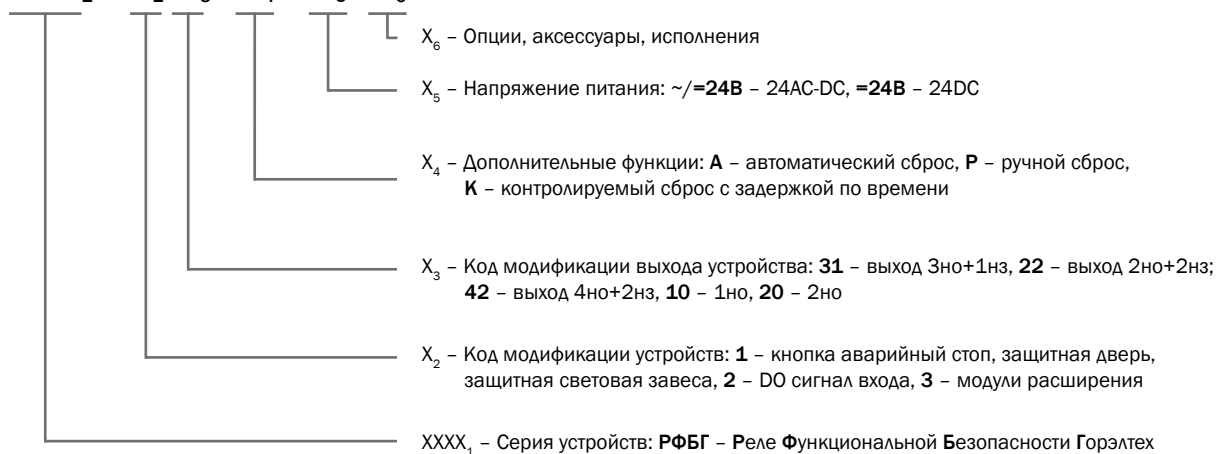 X6 – Опции, аксессуары, исполнения
X5 – Напряжение питания: ~/=24В – 24AC-DC, =24В – 24DC
X4 – Дополнительные функции: А – автоматический сброс, Р – ручной сброс,
К – контролируемый сброс с задержкой по времени
X3 – Код модификации выхода устройства: 31 – выход 3но+1нз, 22 – выход 2но+2нз;
42 – выход 4но+2нз, 10 – 1но, 20 – 2но
X2 – Код модификации устройств: 1 – кнопка аварийный стоп, защитная дверь,
защитная световая завеса, 2 – DO сигнал входа, 3 – модули расширения
XXXX1 – Серия устройств: РФБГ – Реле Функциональной Безопасности Горэлтех